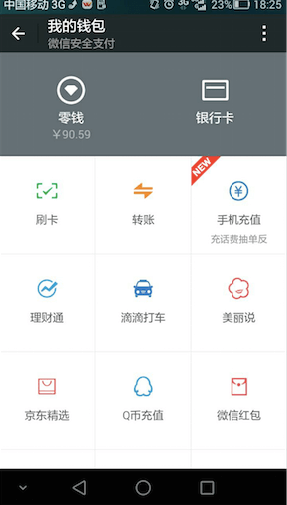 中国移动 3G 3G 23% 18:25
我的钱包
微信安全支付
零钱 银行卡
￥90.59
NEW
刷卡 转账 手机充值
充话费抽单反
理财通 滴滴打车 美丽说
京东精选 Q币充值 微信红包